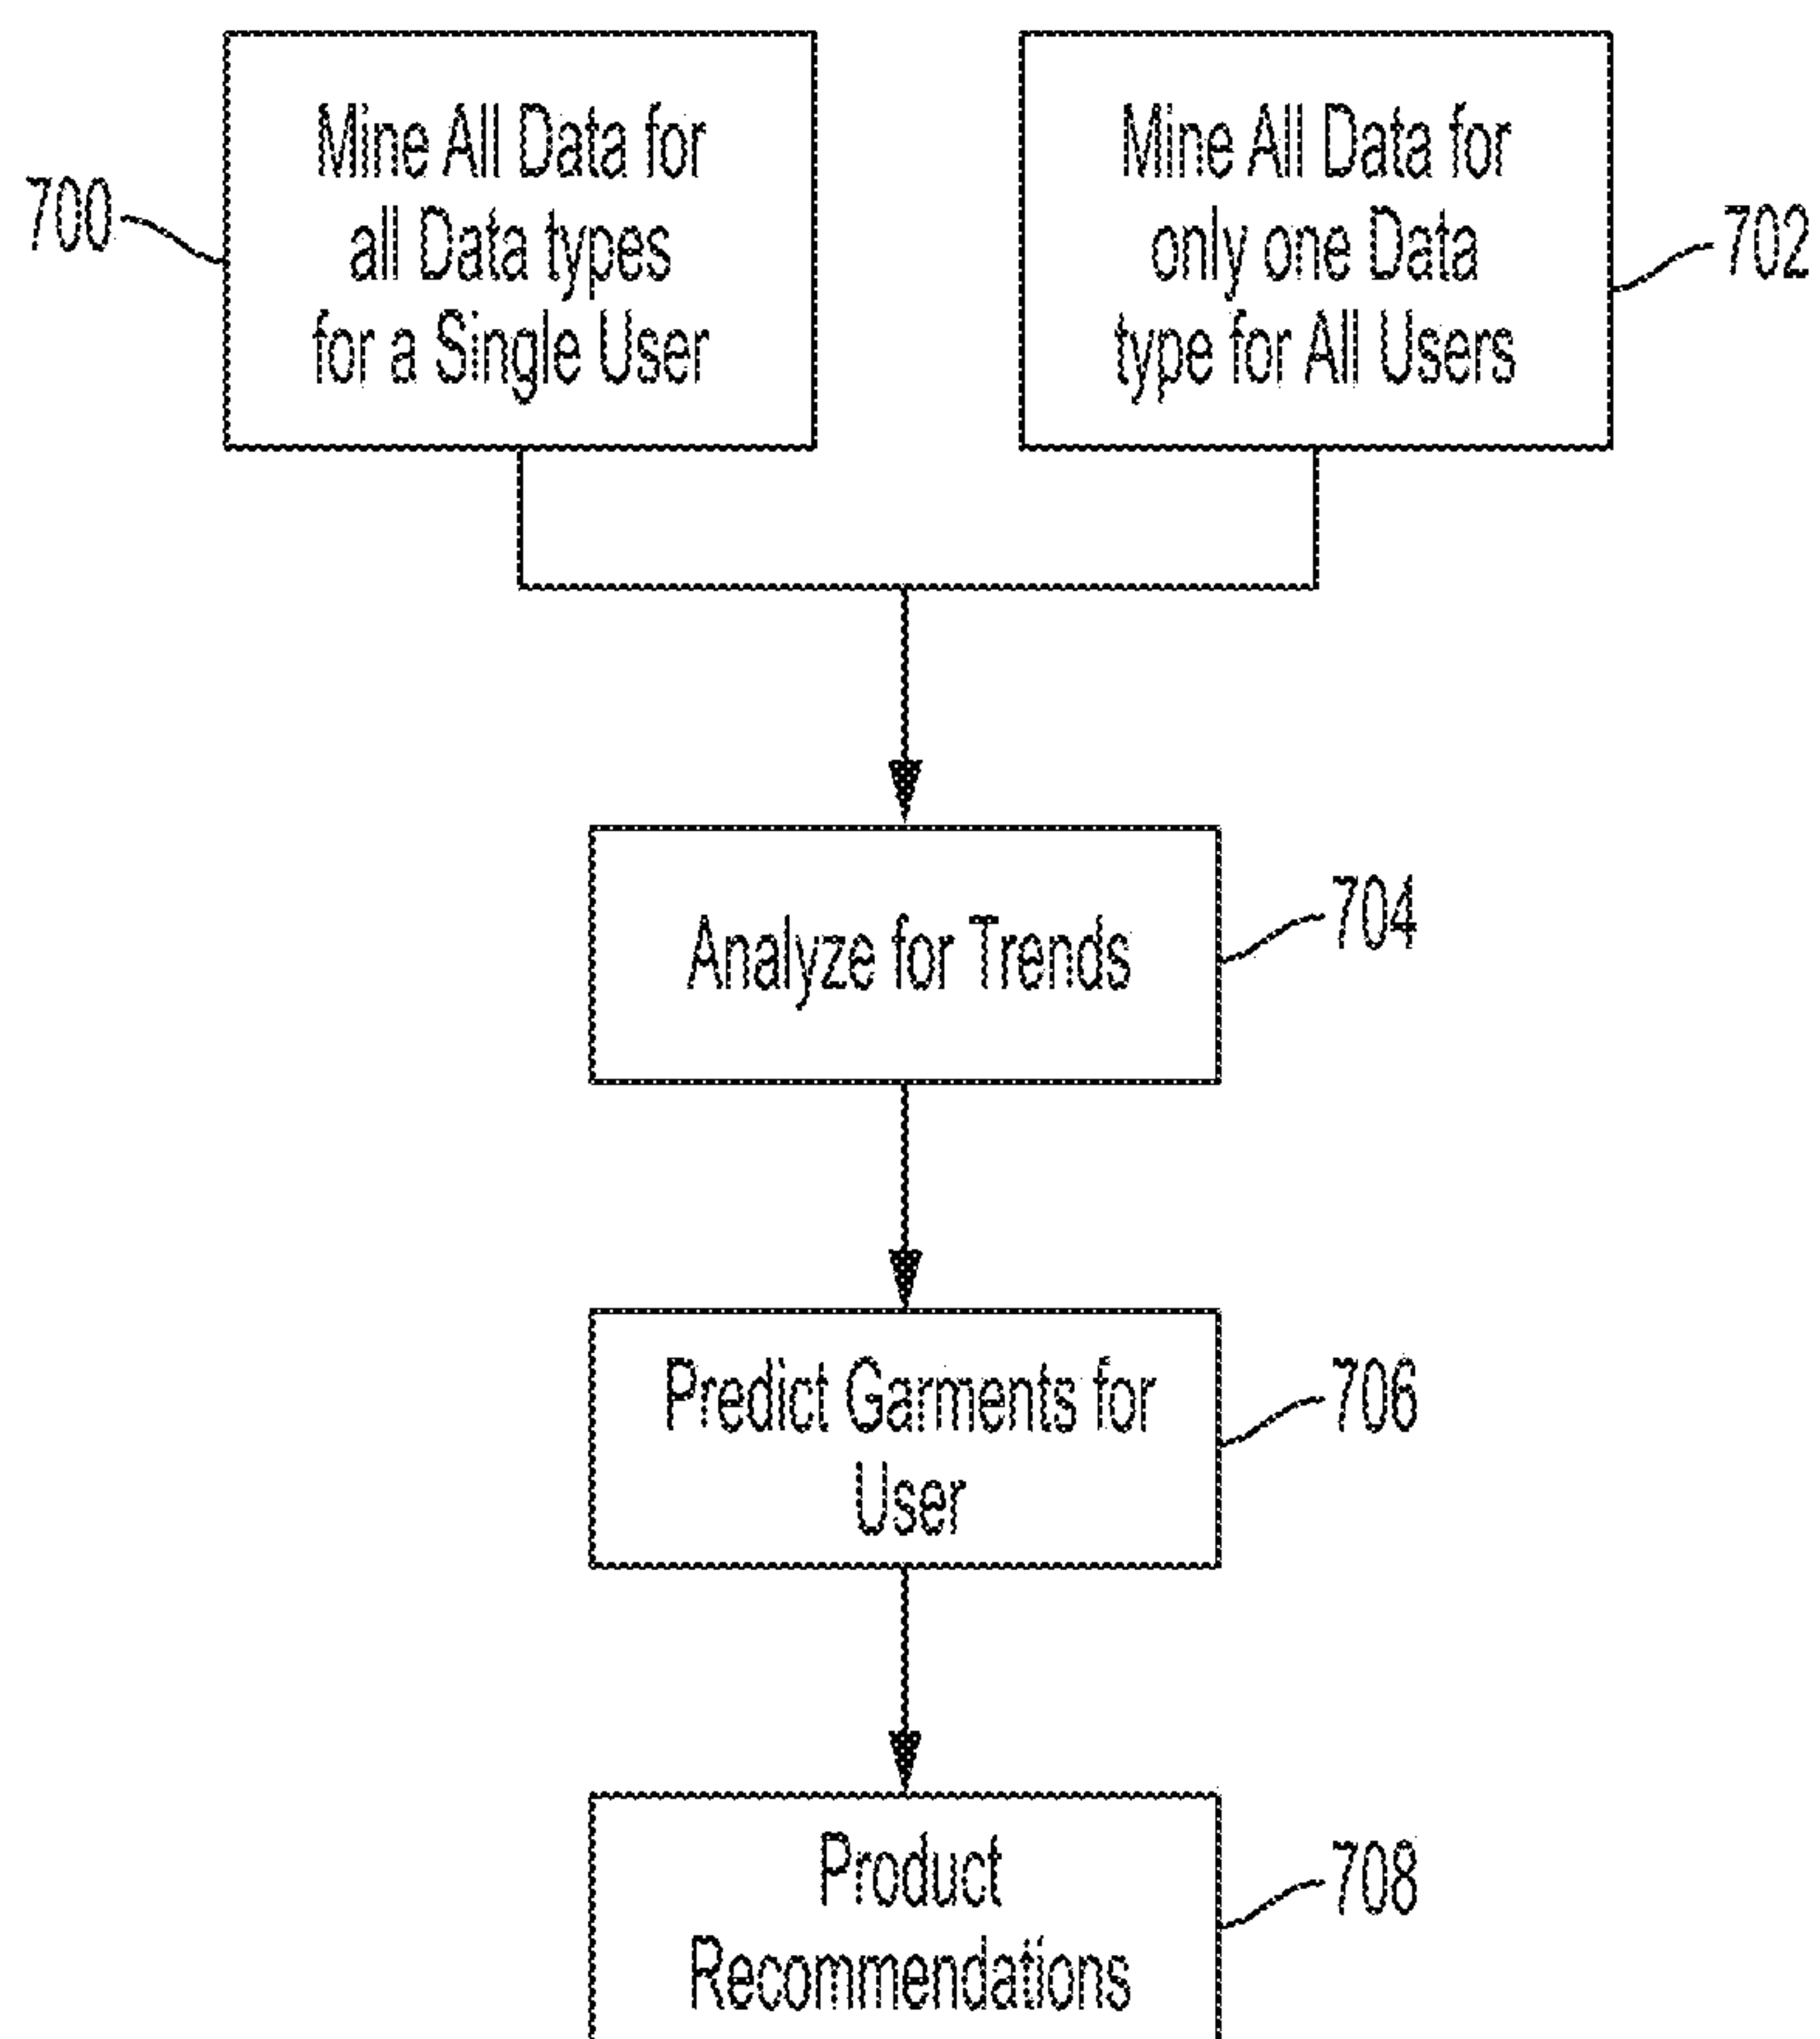 Mine All Data for
all Data types
for a Single User
700
Mine All Data for
only one Data
type for All Users
702
Analyze for Trends
704
Predict Garments for
User
706
Product
Recommendations
708